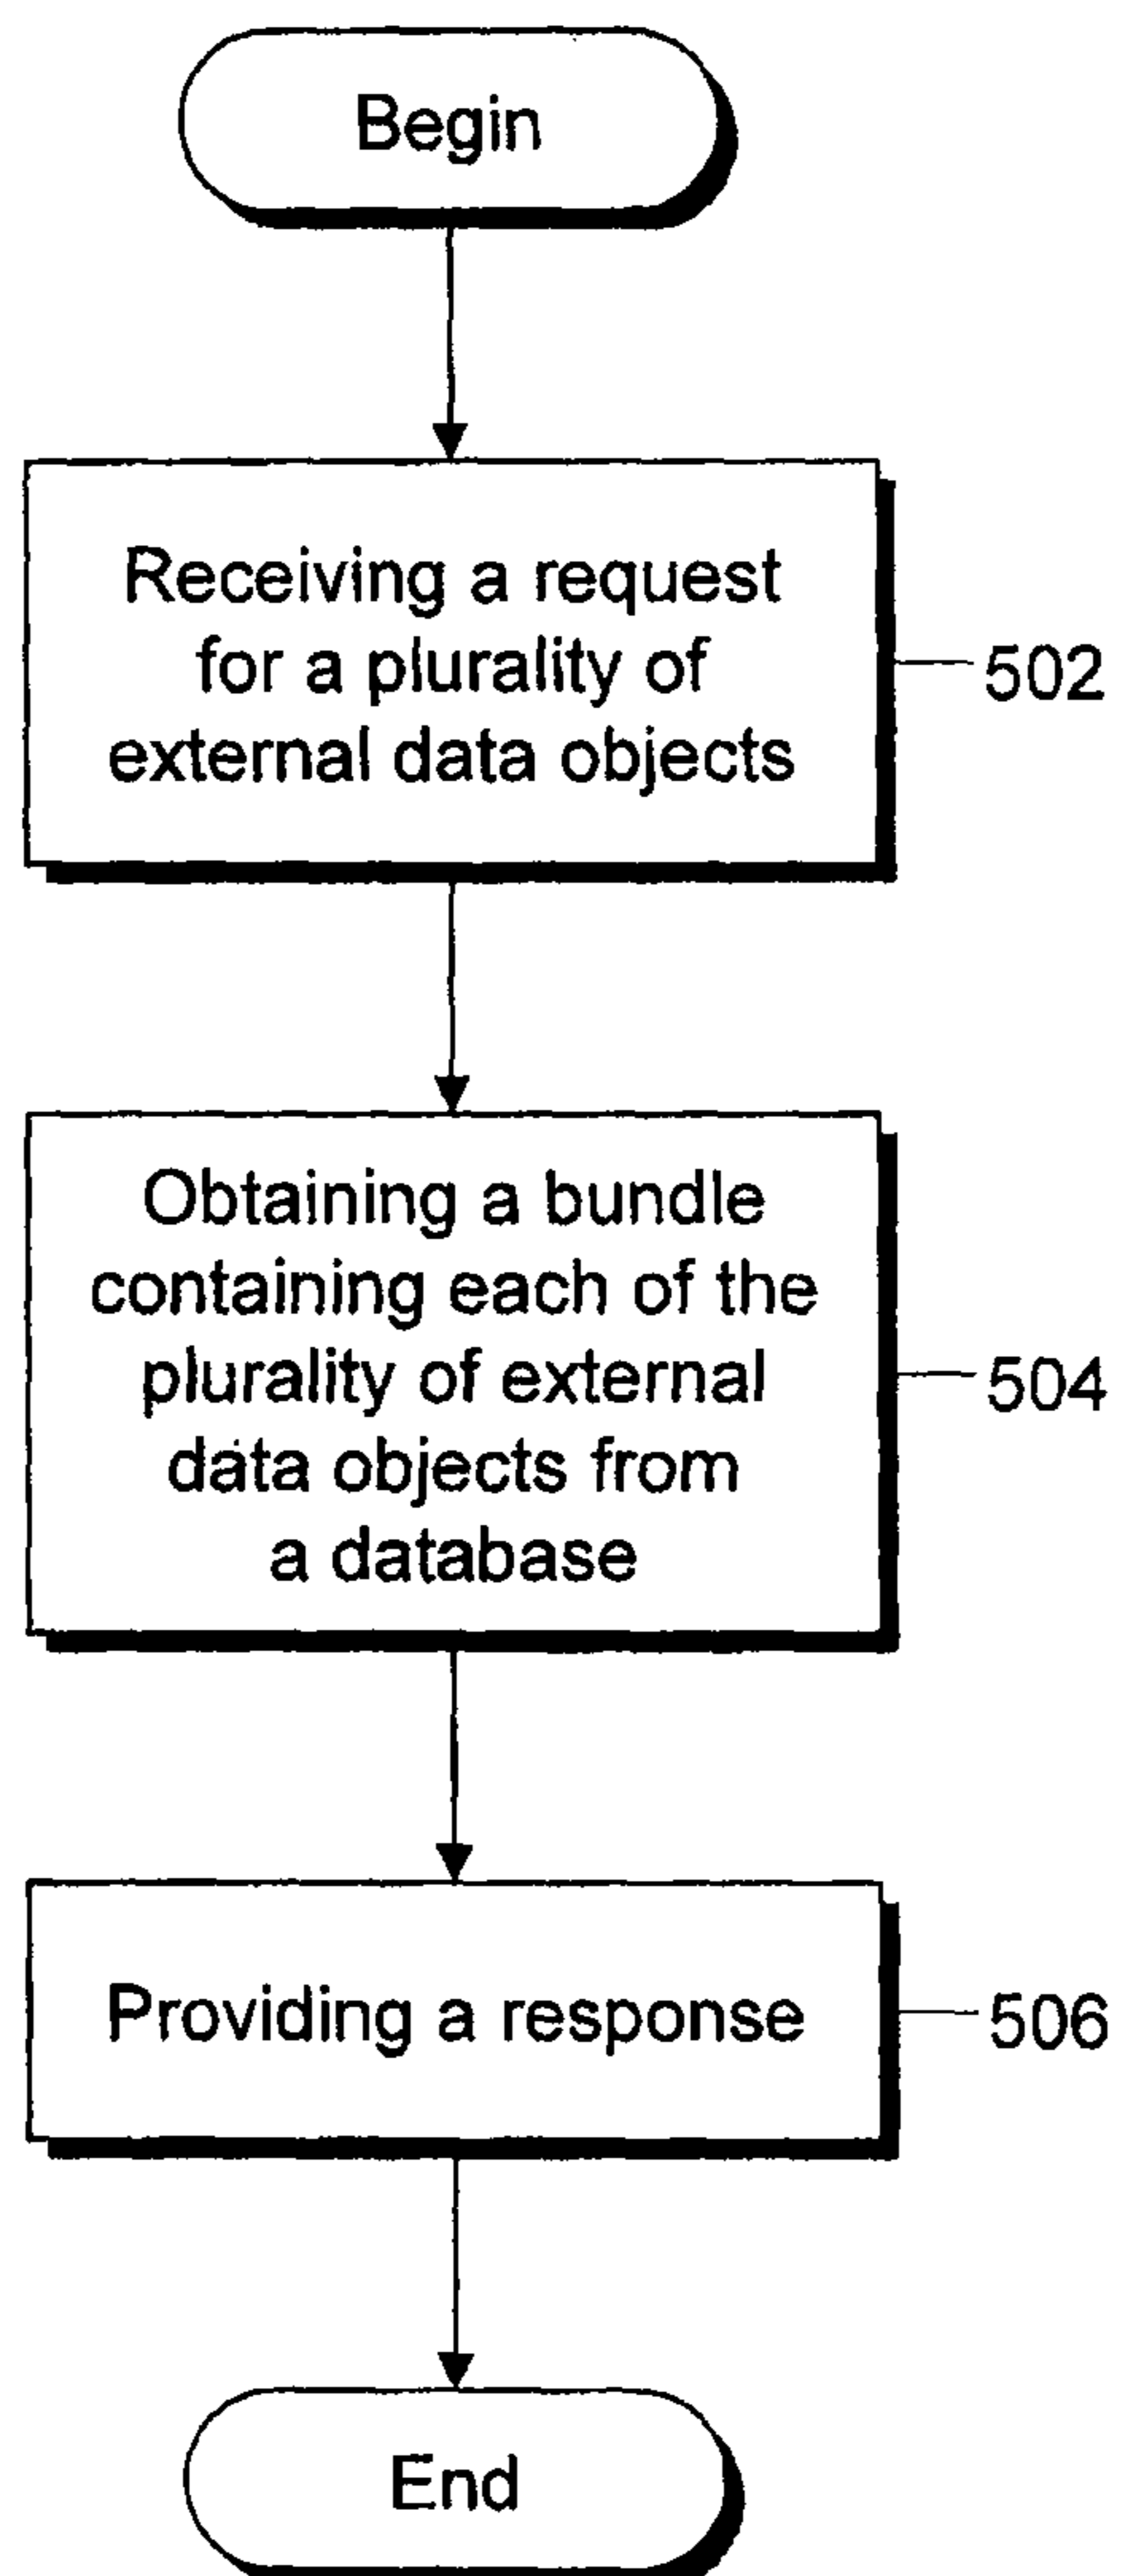 Begin
Receiving a request
for a plurality of
external data objects
502
Obtaining a bundle
containing each of the
plurality of external
data objects from
a database
504
Providing a response
506
End